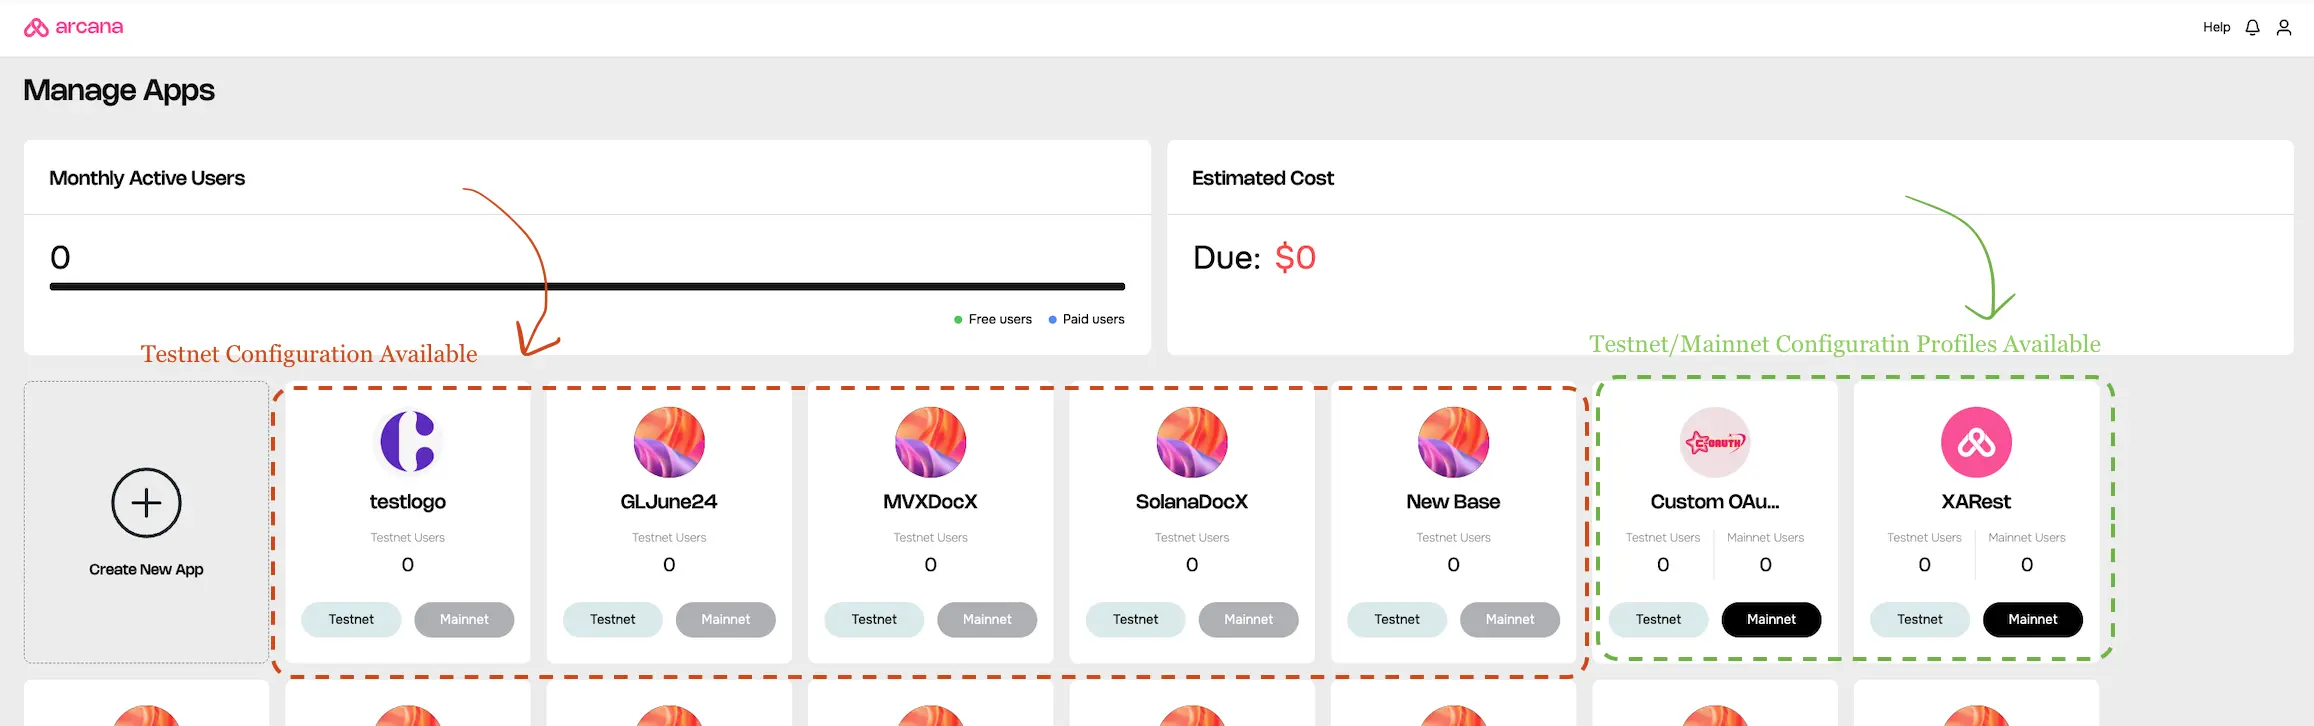 arcana
Help
Manage Apps
Monthly Active Users
Estimated Cost
0
Due: $0
Free users
Paid users
Testnet Configuration Available
Testnet/Mainnet Configuratin Profiles Available
Create New App
testlogo
Testnet Users
0
Testnet
Mainnet
GLJune24
Testnet Users
0
Testnet
Mainnet
MVXDocX
Testnet Users
0
Testnet
Mainnet
SolanaDocX
Testnet Users
0
Testnet
Mainnet
New Base
Testnet Users
0
Testnet
Mainnet
C OAUTH
Custom OAu...
Testnet Users
0
Mainnet Users
0
Testnet
Mainnet
XARest
Testnet Users
0
Mainnet Users
0
Testnet
Mainnet